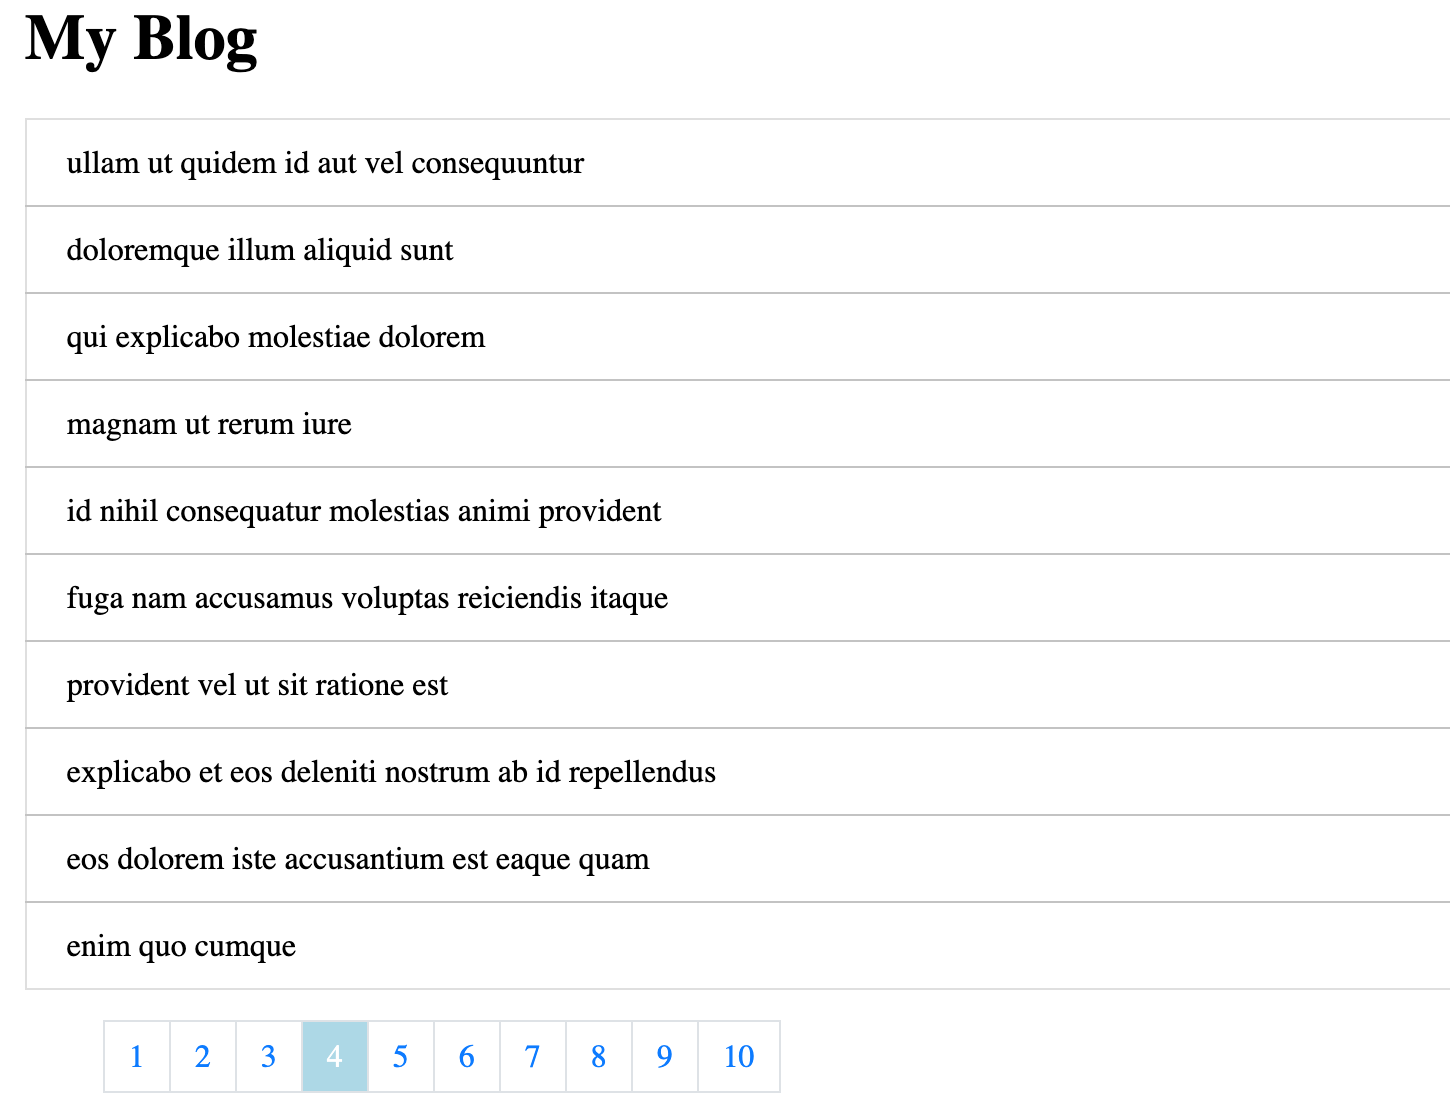 My Blog
ullam ut quidem id aut vel consequuntur
doloremque illum aliquid sunt
qui explicabo molestiae dolorem
magnam ut rerum iure
id nihil consequatur molestias animi provident
fuga nam accusamus voluptas reiciendis itaque
provident vel ut sit ratione est
explicabo et eos deleniti nostrum ab id repellendus
eos dolorem iste accusantium est eaque quam
enim quo cumque
1 2 3 4 5 6 7 8 9 10